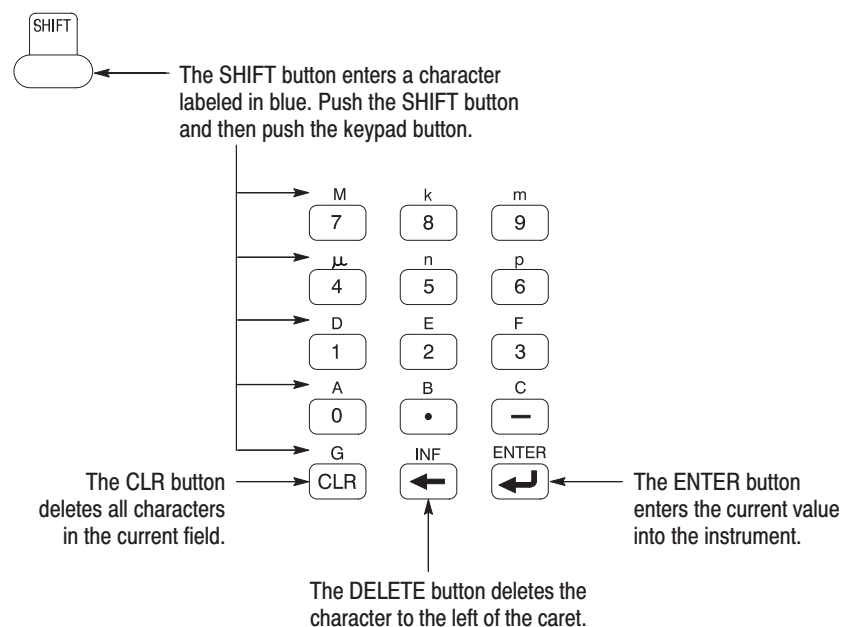 SHIFT
The SHIFT button enters a character
labeled in blue. Push the SHIFT button
and then push the keypad button.
M k m
7 8 9
μ n p
4 5 6
D E F
1 2 3
A B C
0 • –
G INF ENTER
CLR ← ↵
The CLR button
deletes all characters
in the current field.
The ENTER button
enters the current value
into the instrument.
The DELETE button deletes the
character to the left of the caret.